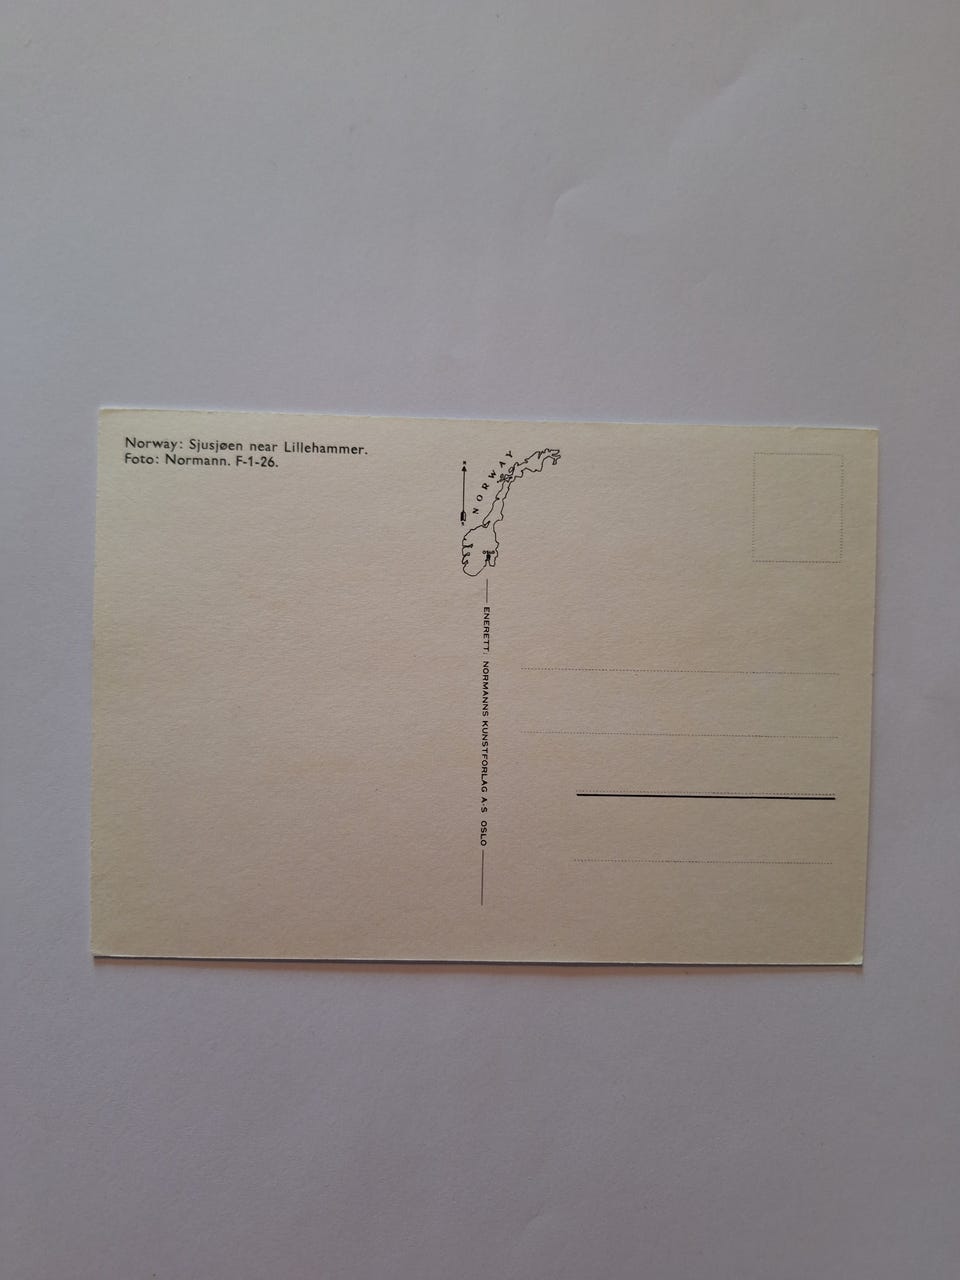 Norway: Sjusjøen near Lillehammer.
Foto: Normann. F-1-26.
NORWAY
ENERETT: NORMANNS KUNSTFORLAG A-S OSLO